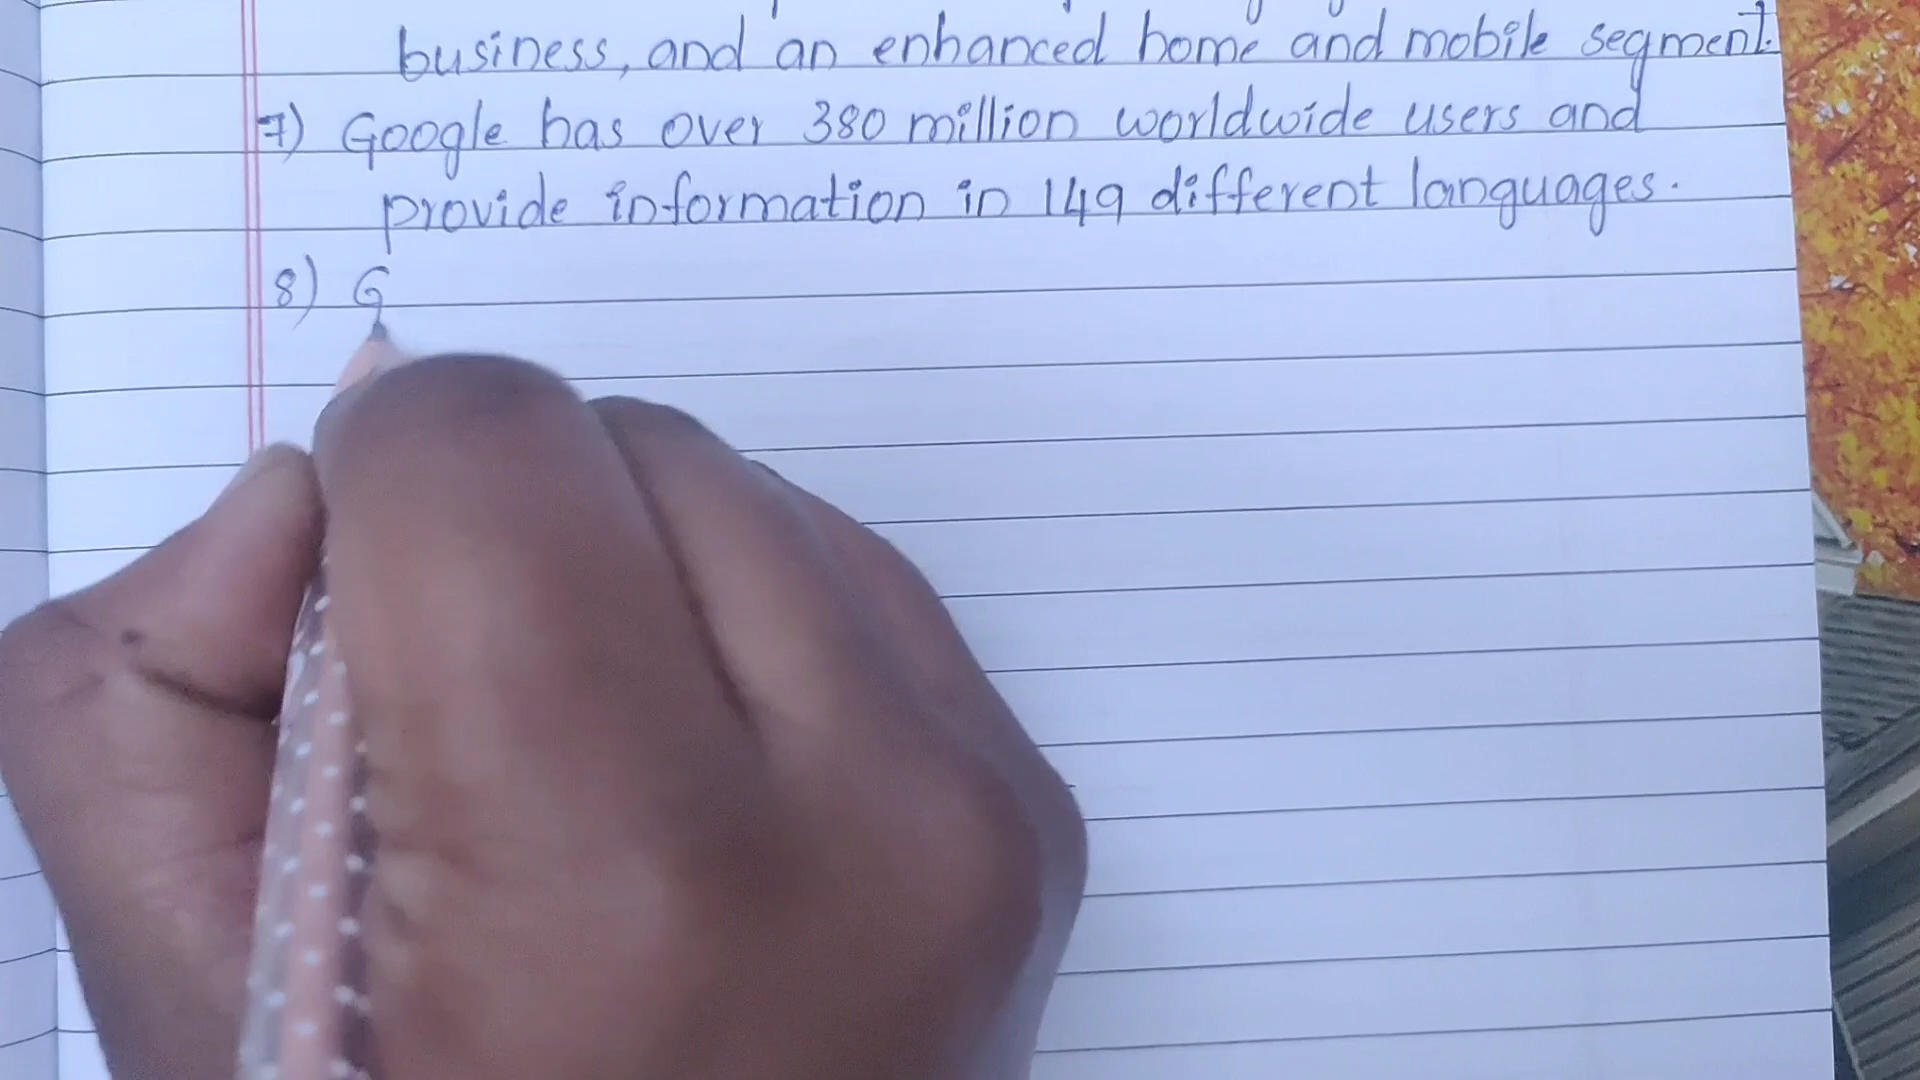 business, and an enhanced home and mobile segment.
7) Google has over 380 million worldwide users and
provide information in 149 different languages.
8) G